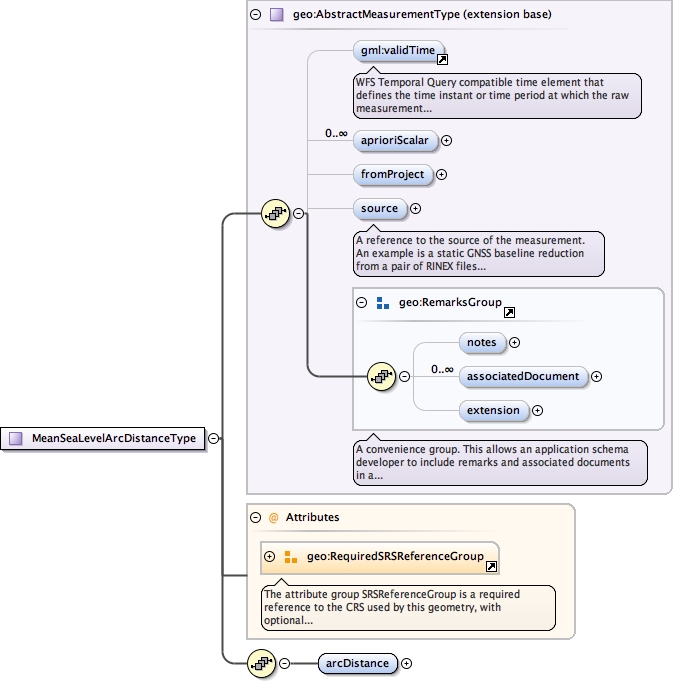 geo:AbstractMeasurementType (extension base)
gml:validTime
WFS Temporal Query compatible time element that
defines the time instant or time period at which the raw
measurement...
0..∞
aprioriScalar
fromProject
source
A reference to the source of the measurement.
An example is a static GNSS baseline reduction
from a pair of RINEX files...
geo:RemarksGroup
notes
0..∞
associatedDocument
extension
A convenience group. This allows an application schema
developer to include remarks and associated documents
in a...
MeanSeaLevelArcDistanceType
@ Attributes
geo:RequiredSRSReferenceGroup
The attribute group SRSReferenceGroup is a required
reference to the CRS used by this geometry, with
optional...
arcDistance